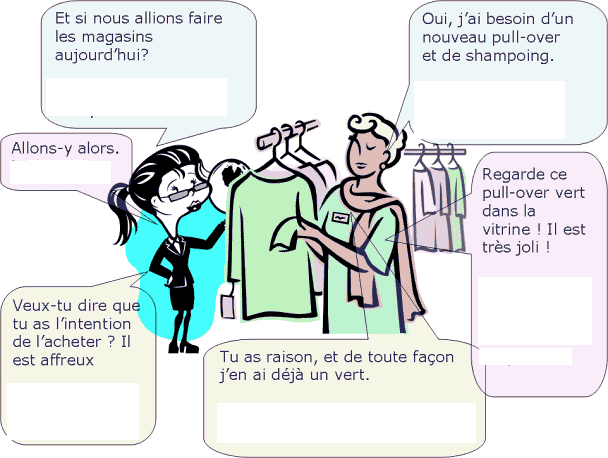 Et si nous allions faire
les magasins
aujourd’hui?
Oui, j’ai besoin d’un
nouveau pull-over
et de shampoing.
Allons-y alors.
Regarde ce
pull-over vert
dans la
vitrine ! Il est
très joli !
Veux-tu dire que
tu as l’intention
de l’acheter ? Il
est affreux
Tu as raison, et de toute façon
j’en ai déjà un vert.